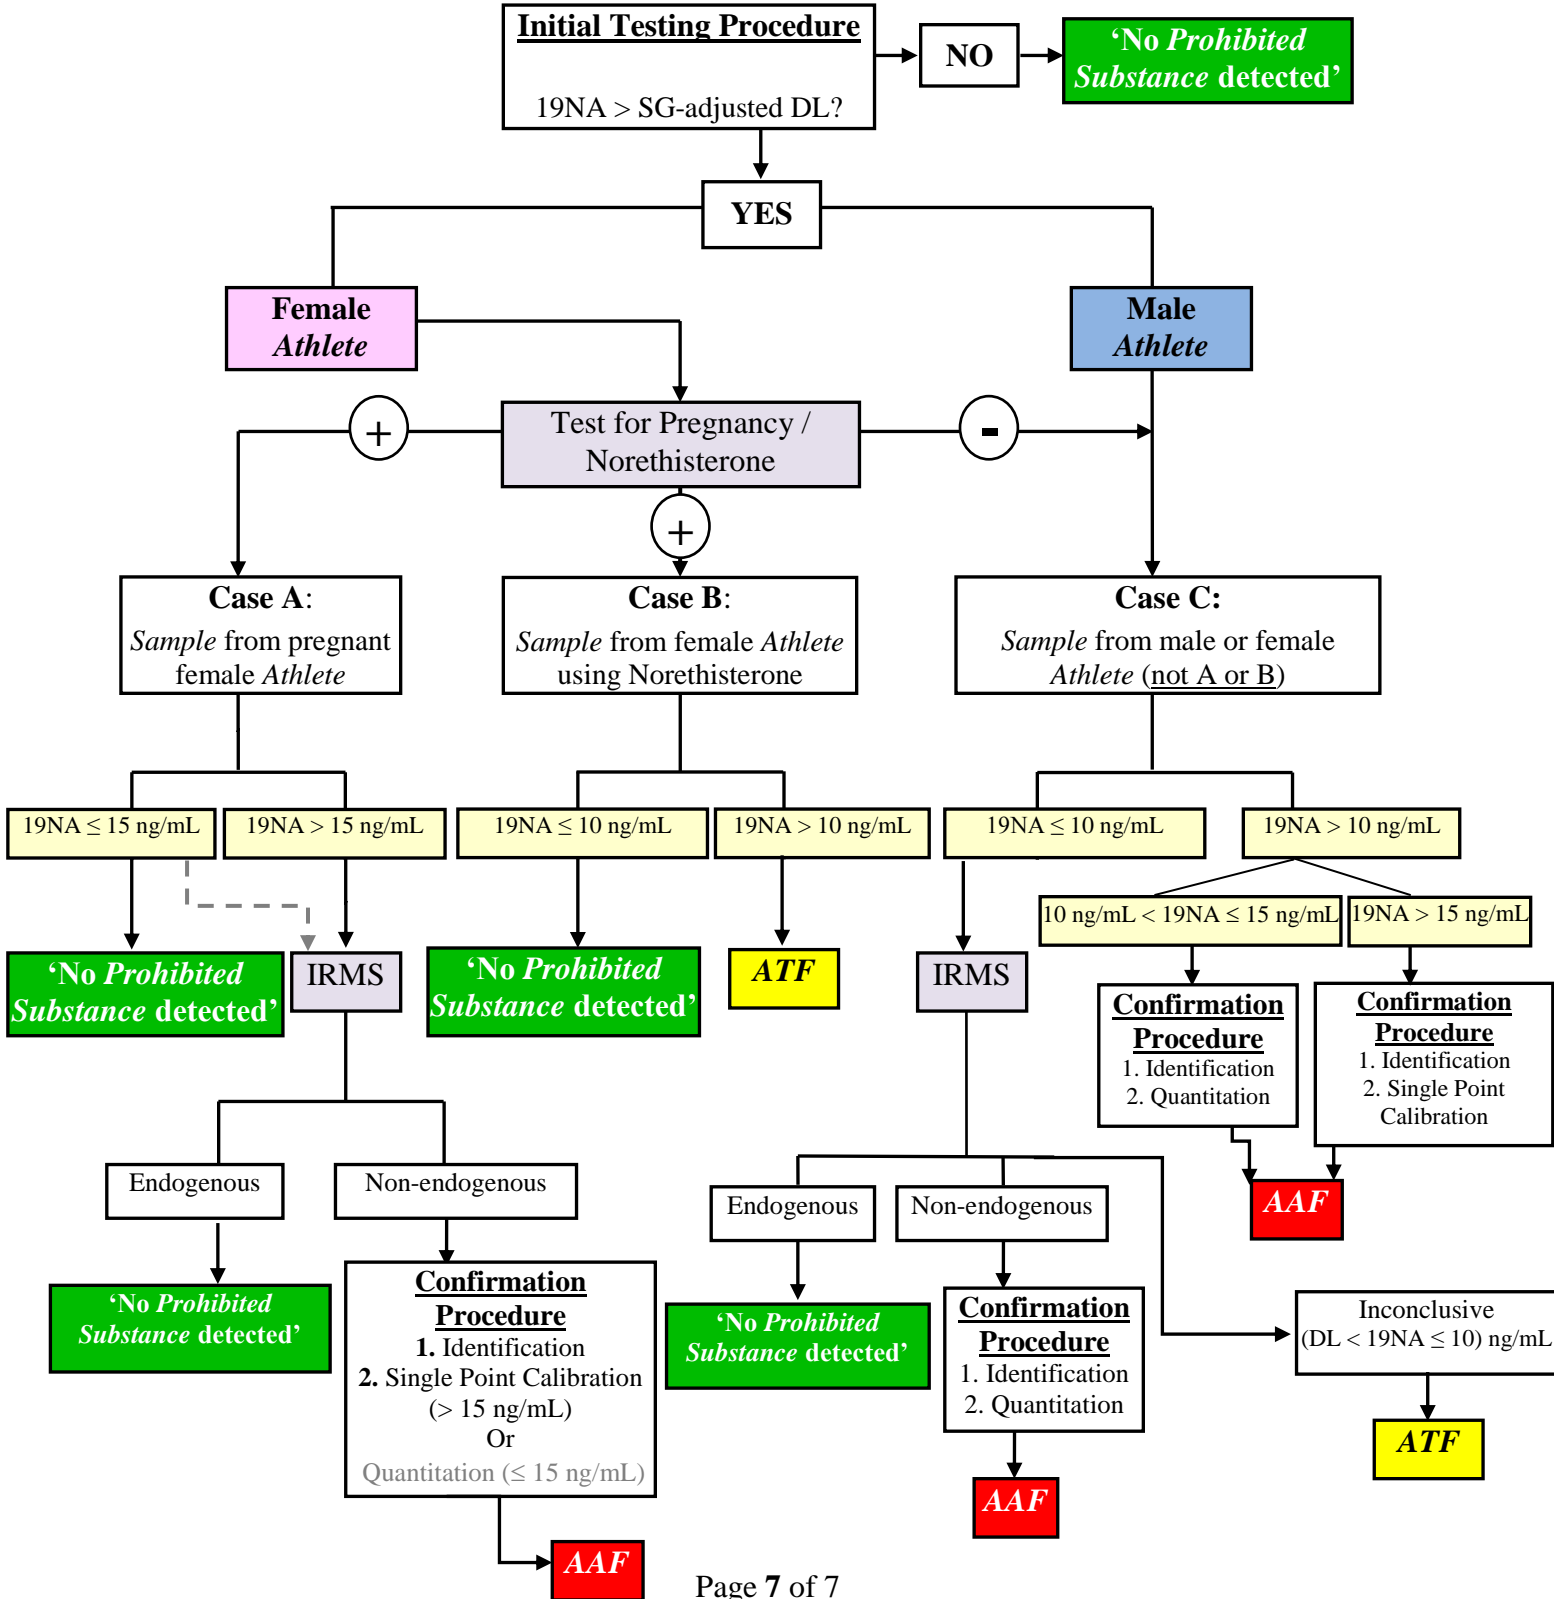 Initial Testing Procedure
19NA > SG-adjusted DL?
NO
‘No Prohibited
Substance detected’
YES
Female
Athlete
Male
Athlete
+
Test for Pregnancy /
Norethisterone
-
+
Case A:
Sample from pregnant
female Athlete
Case B:
Sample from female Athlete
using Norethisterone
Case C:
Sample from male or female
Athlete (not A or B)
19NA ≤ 15 ng/mL
19NA > 15 ng/mL
19NA ≤ 10 ng/mL
19NA > 10 ng/mL
19NA ≤ 10 ng/mL
19NA > 10 ng/mL
10 ng/mL < 19NA ≤ 15 ng/mL
19NA > 15 ng/mL
‘No Prohibited
Substance detected’
IRMS
‘No Prohibited
Substance detected’
ATF
IRMS
Confirmation
Procedure
1. Identification
2. Quantitation
Confirmation
Procedure
1. Identification
2. Single Point
Calibration
Endogenous
Non-endogenous
Endogenous
Non-endogenous
AAF
‘No Prohibited
Substance detected’
Confirmation
Procedure
1. Identification
2. Single Point Calibration
(> 15 ng/mL)
Or
Quantitation (≤ 15 ng/mL)
‘No Prohibited
Substance detected’
Confirmation
Procedure
1. Identification
2. Quantitation
Inconclusive
(DL < 19NA ≤ 10) ng/mL
ATF
AAF
AAF
Page 7 of 7